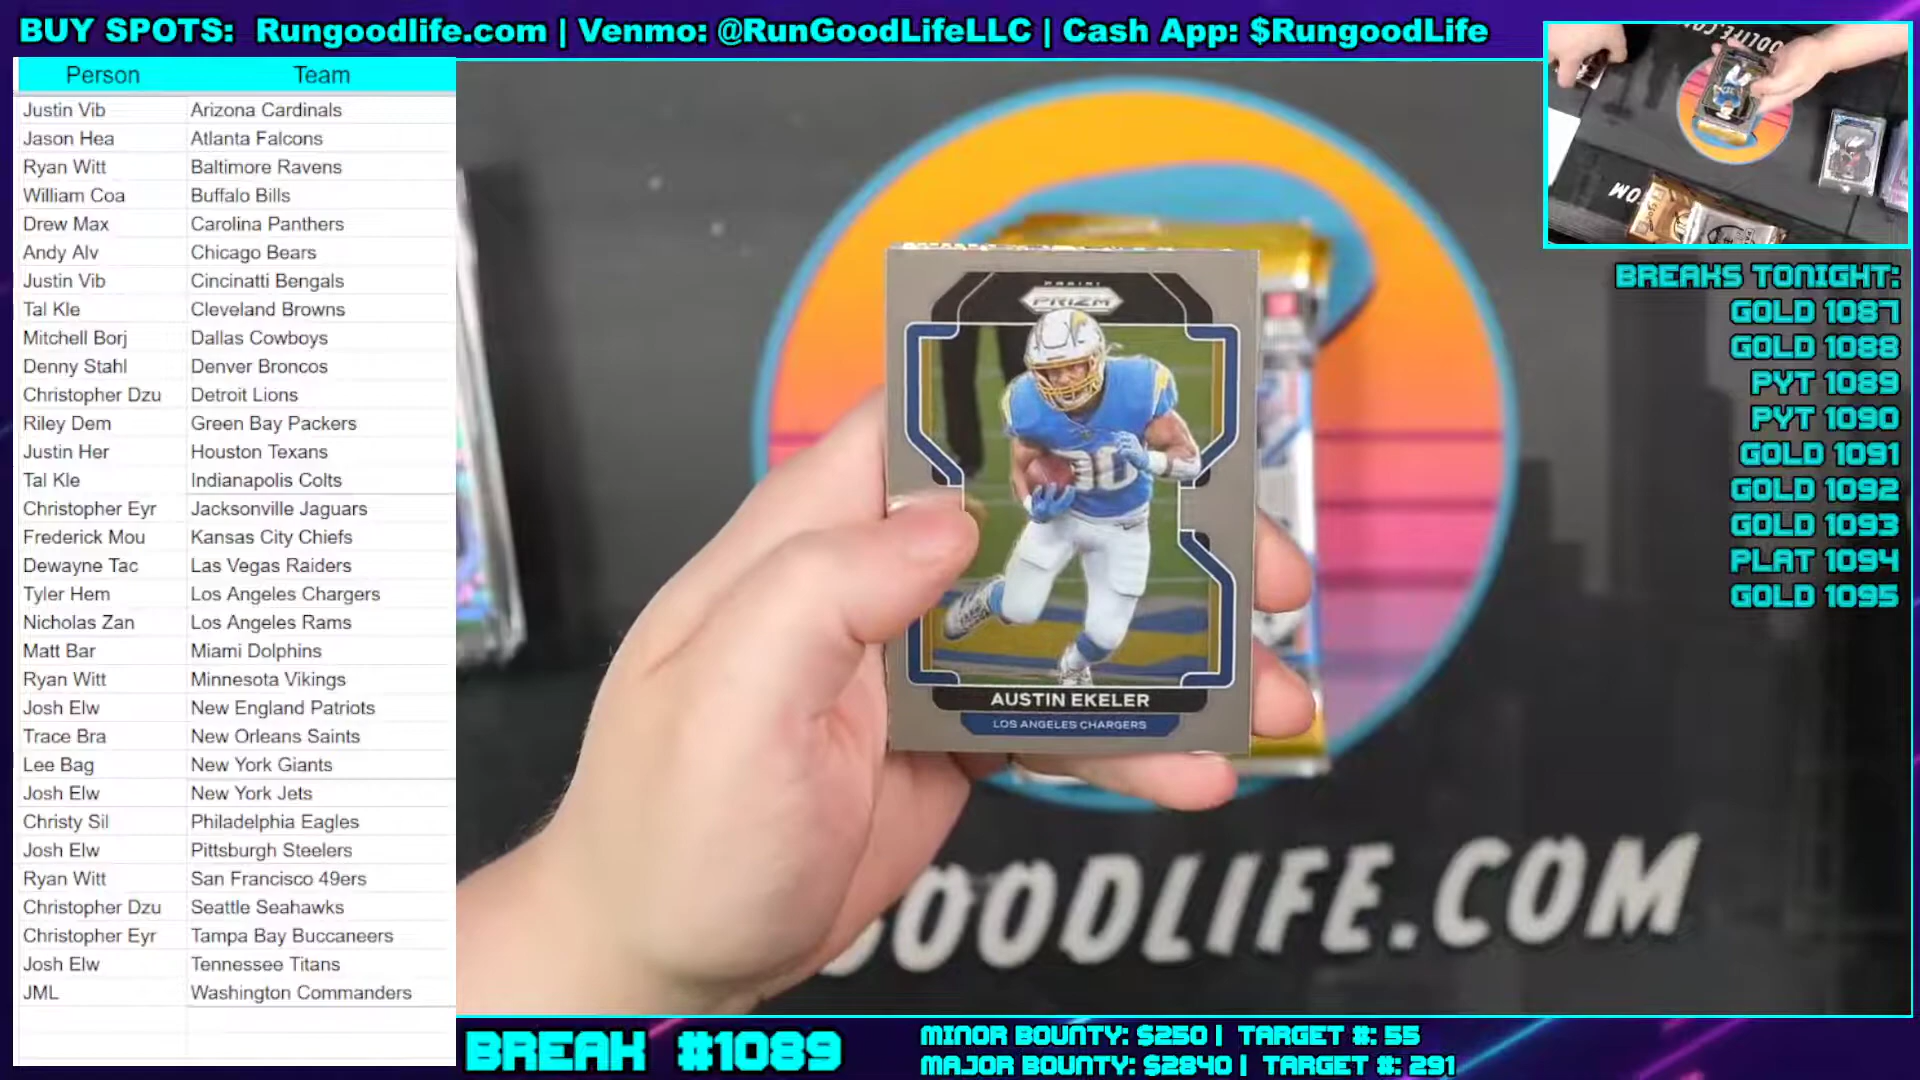 BUY SPOTS: Rungoodlife.com | Venmo: @RunGoodLifeLLC | Cash App: $RungoodLife
Person Team
Justin Vib Arizona Cardinals
Jason Hea Atlanta Falcons
Ryan Witt Baltimore Ravens
William Coa Buffalo Bills
Drew Max Carolina Panthers
Andy Alv Chicago Bears
Justin Vib Cincinatti Bengals
Tal Kle Cleveland Browns
Mitchell Borj Dallas Cowboys
Denny Stahl Denver Broncos
Christopher Dzu Detroit Lions
Riley Dem Green Bay Packers
Justin Her Houston Texans
Tal Kle Indianapolis Colts
Christopher Eyr Jacksonville Jaguars
Frederick Mou Kansas City Chiefs
Dewayne Tac Las Vegas Raiders
Tyler Hem Los Angeles Chargers
Nicholas Zan Los Angeles Rams
Matt Bar Miami Dolphins
Ryan Witt Minnesota Vikings
Josh Elw New England Patriots
Trace Bra New Orleans Saints
Lee Bag New York Giants
Josh Elw New York Jets
Christy Sil Philadelphia Eagles
Josh Elw Pittsburgh Steelers
Ryan Witt San Francisco 49ers
Christopher Dzu Seattle Seahawks
Christopher Eyr Tampa Bay Buccaneers
Josh Elw Tennessee Titans
JML Washington Commanders
PANINI
PRIZM
30
AUSTIN EKELER
LOS ANGELES CHARGERS
GOODLIFE.COM
BREAKS TONIGHT:
GOLD 1087
GOLD 1088
PYT 1089
PYT 1090
GOLD 1091
GOLD 1092
GOLD 1093
PLAT 1094
GOLD 1095
BREAK #1089
MINOR BOUNTY: $250 | TARGET #: 55
MAJOR BOUNTY: $2840 | TARGET #: 291